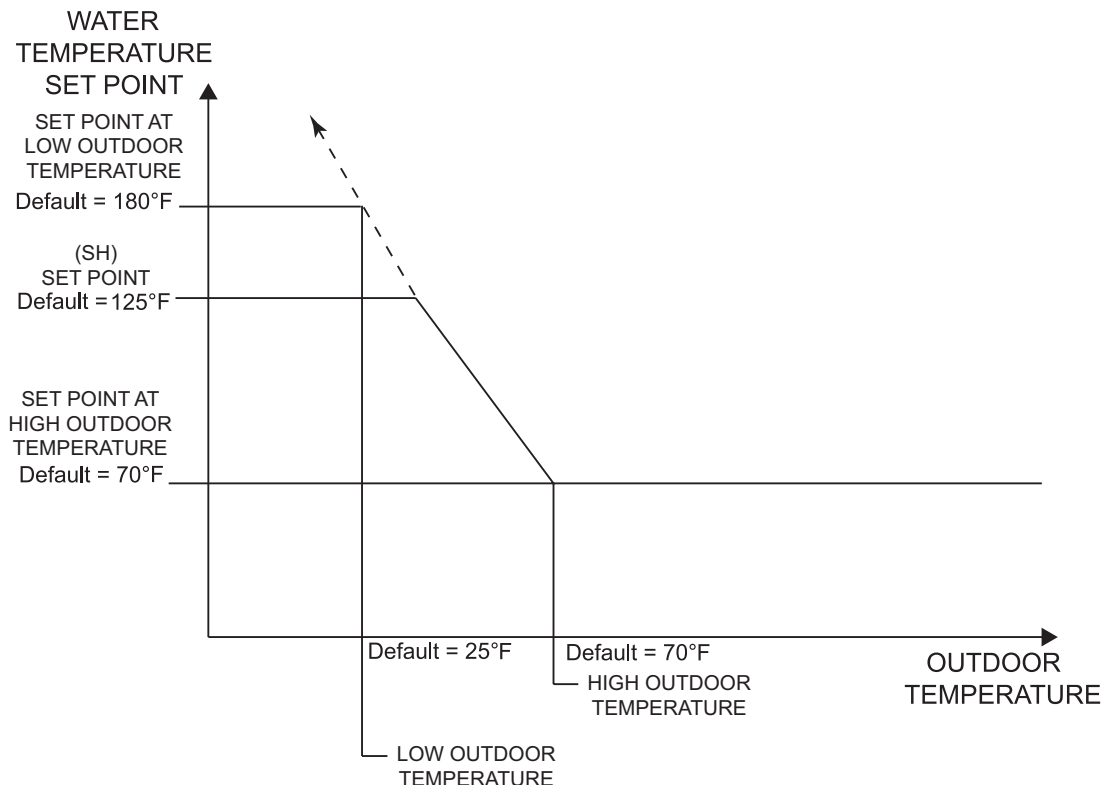 WATER
TEMPERATURE
SET POINT
SET POINT AT
LOW OUTDOOR
TEMPERATURE
Default = 180°F
(SH)
SET POINT
Default = 125°F
SET POINT AT
HIGH OUTDOOR
TEMPERATURE
Default = 70°F
Default = 25°F
Default = 70°F
OUTDOOR
TEMPERATURE
HIGH OUTDOOR
TEMPERATURE
LOW OUTDOOR
TEMPERATURE